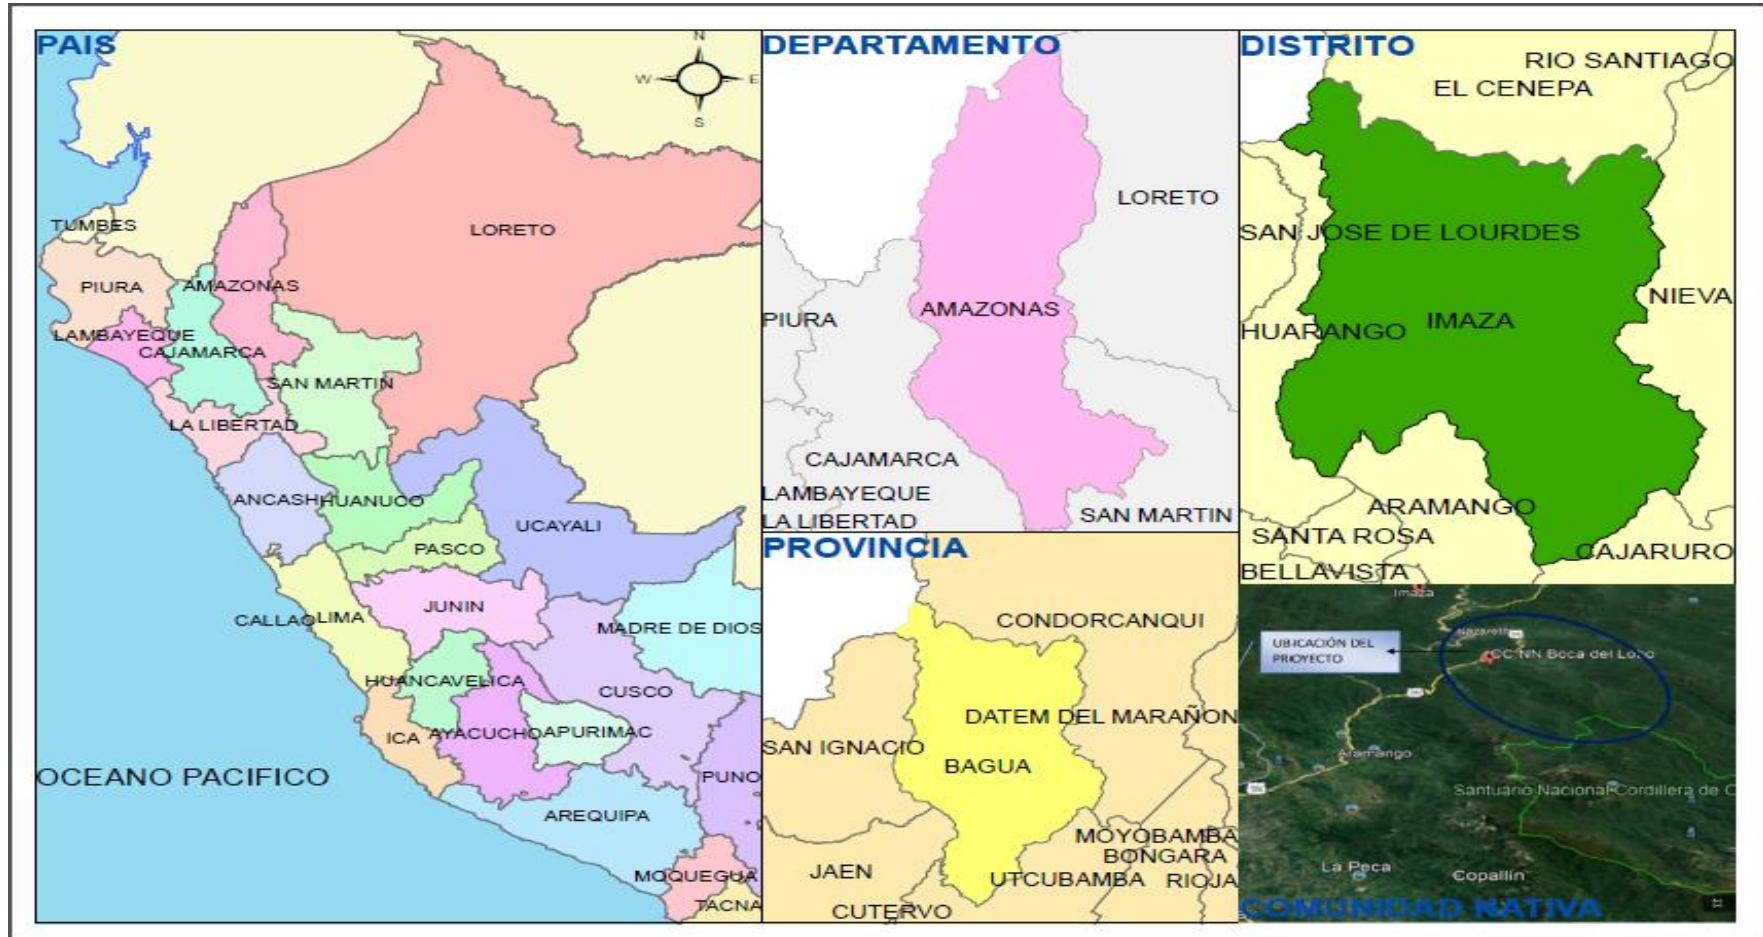 PAIS
N
W
E
S
TUMBES
LORETO
PIURA
AMAZONAS
LAMBAYEQUE
CAJAMARCA
SAN MARTIN
LA LIBERTAD
ANCASH
HUANUCO
UCAYALI
PASCO
JUNIN
CALLAO
LIMA
MADRE DE DIOS
HUANCAVELICA
CUSCO
ICA
AYACUCHO
APURIMAC
PUNO
OCEANO PACIFICO
AREQUIPA
MOQUEGUA
TACNA
DEPARTAMENTO
LORETO
AMAZONAS
PIURA
CAJAMARCA
LAMBAYEQUE
LA LIBERTAD
SAN MARTIN
PROVINCIA
CONDORCANQUI
DATEM DEL MARAÑON
SAN IGNACIO
BAGUA
MOYOBAMBA
BONGARA
JAEN
UTCUBAMBA
RIOJA
CUTERVO
DISTRITO
RIO SANTIAGO
EL CENEPA
SAN JOSE DE LOURDES
NIEVA
HUARANGO
IMAZA
ARAMANGO
SANTA ROSA
CAJARURO
BELLAVISTA
Imaza
Nazareth
UBICACIÓN DEL
PROYECTO
CC.NN Boca del Lobo
Aramango
Santuario Nacional Cordillera de C
La Peca
Copallín
COMUNIDAD NATIVA